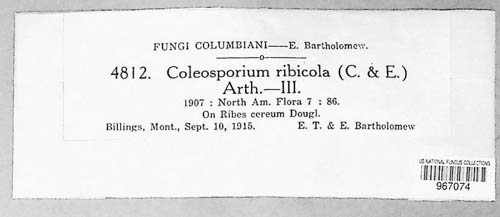 FUNGI COLUMBIANI——E. Bartholomew.
4812. Coleosporium ribicola (C. & E.)
Arth.—III.
1907 : North Am. Flora 7 : 86.
On Ribes cereum Dougl.
Billings, Mont., Sept. 10, 1915. E. T. & E. Bartholomew
US NATIONAL FUNGUS COLLECTIONS
967074